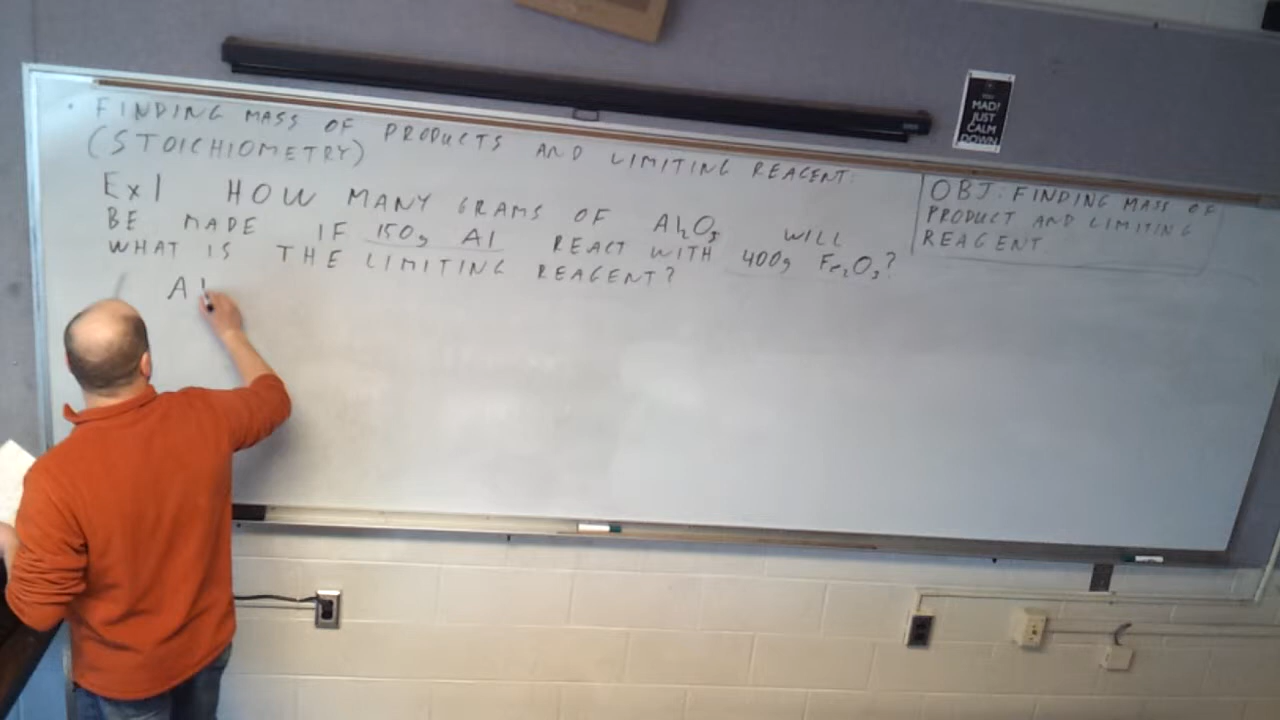 • FINDING MASS OF PRODUCTS AND LIMITING REAGENT:
(STOICHIOMETRY)
Ex1 HOW MANY GRAMS OF Al₂O₃ WILL
BE MADE IF 150g Al REACT WITH 400g Fe₂O₃?
WHAT IS THE LIMITING REAGENT?
Al
OBJ: FINDING MASS OF
PRODUCT AND LIMITING
REAGENT
MAD?
JUST
CALM
DOWN